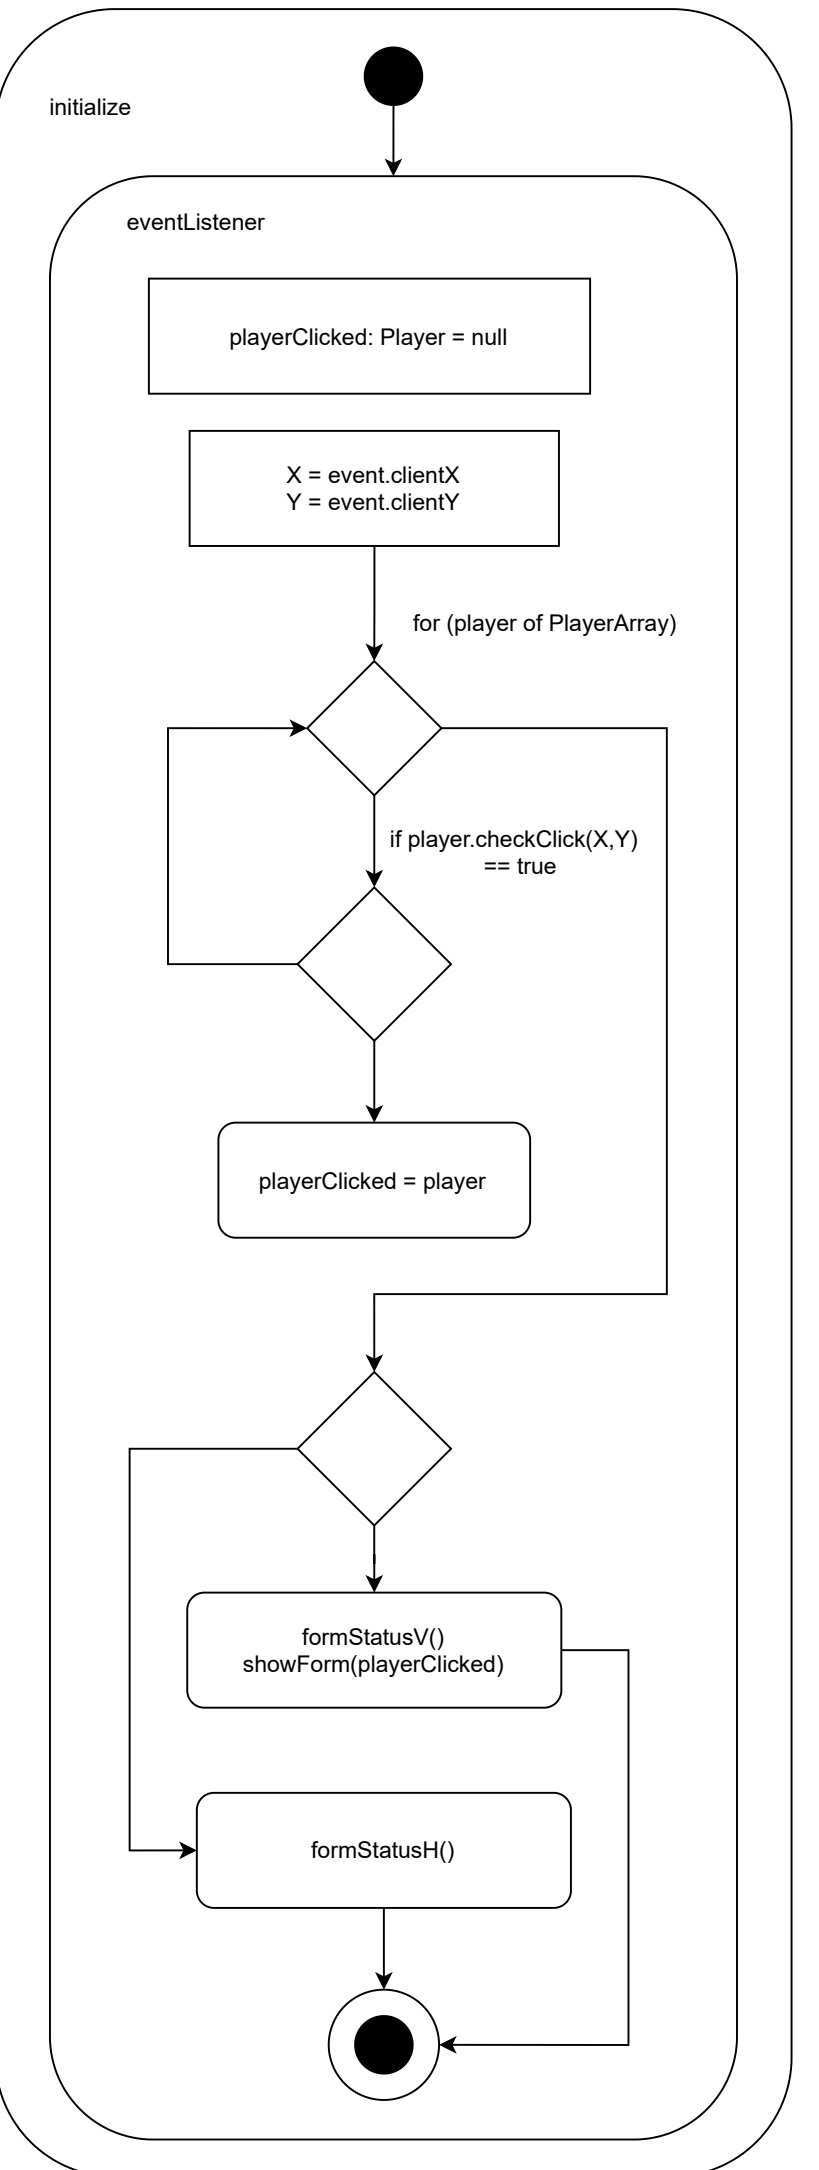 initialize
eventListener
playerClicked: Player = null
X = event.clientX
Y = event.clientY
for (player of PlayerArray)
if player.checkClick(X,Y)
== true
playerClicked = player
formStatusV()
showForm(playerClicked)
formStatusH()